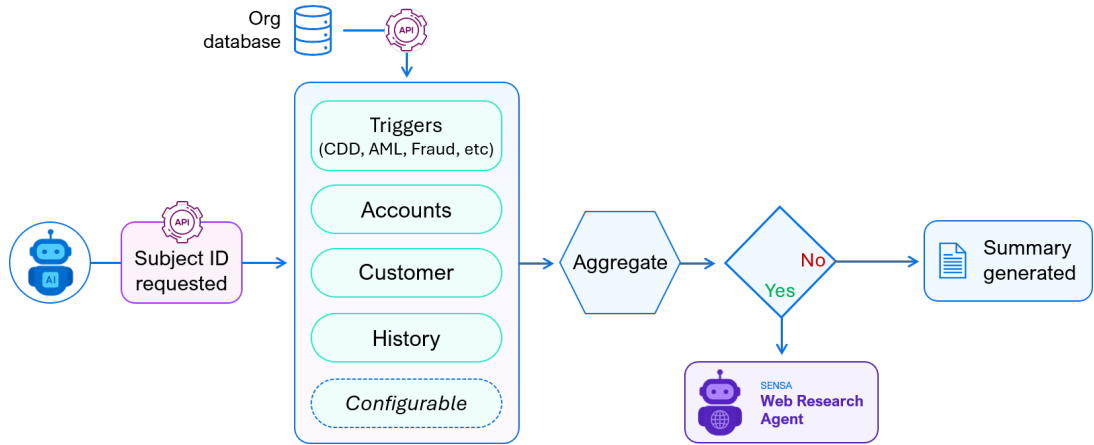 Org
database
API
Triggers
(CDD, AML, Fraud, etc)
Accounts
Customer
History
Configurable
API
Subject ID
requested
AI
Aggregate
No
Yes
Summary
generated
SENSA
Web Research
Agent